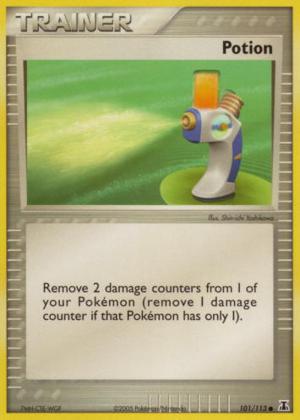 TRAINER
Potion
Illus. Shin-ichi Yoshikawa
Remove 2 damage counters from 1 of
your Pokémon (remove 1 damage
counter if that Pokémon has only 1).
©2005 Pokémon/Nintendo
101/113